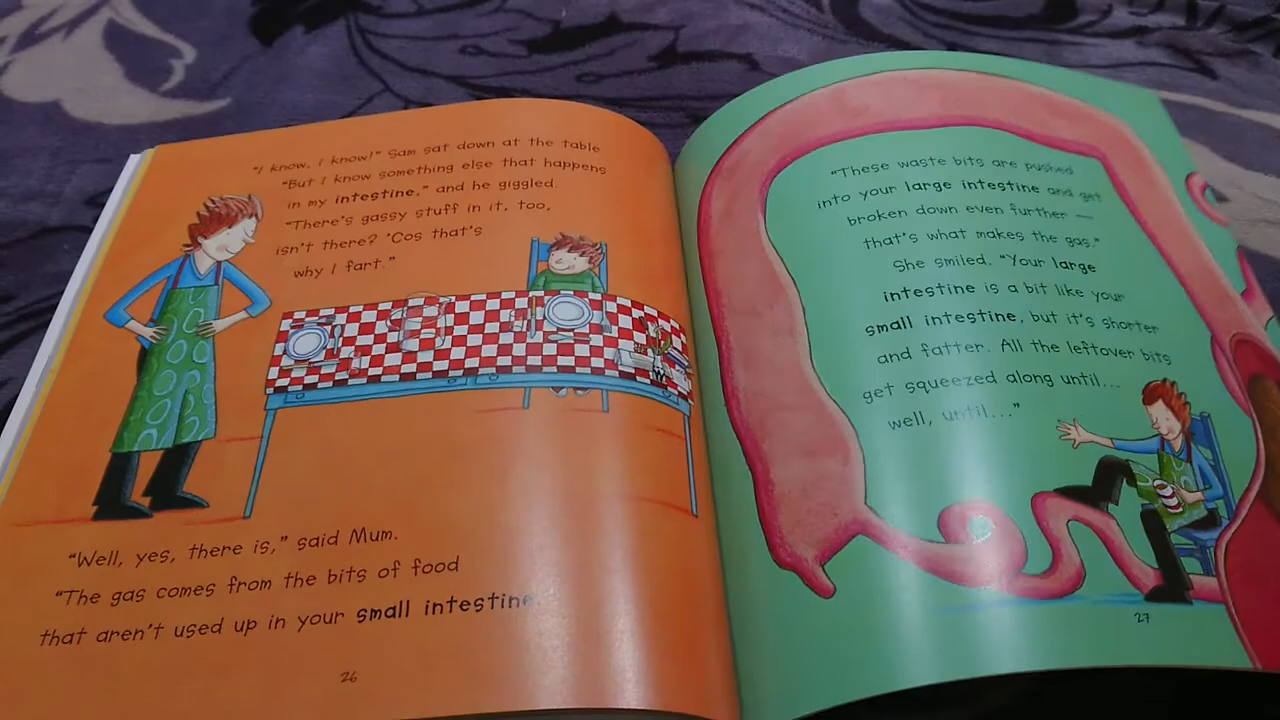 "I know, I know!" Sam sat down at the table
"But I know something else that happens
in my intestine," and he giggled.
"There's gassy stuff in it, too,
isn't there? 'Cos that's
why I fart."
"Well, yes, there is," said Mum.
"The gas comes from the bits of food
that aren't used up in your small intestine.
26
"These waste bits are pushed
into your large intestine and get
broken down even further —
that's what makes the gas."
She smiled. "Your large
intestine is a bit like your
small intestine, but it's shorter
and fatter. All the leftover bits
get squeezed along until...
well, until..."
27